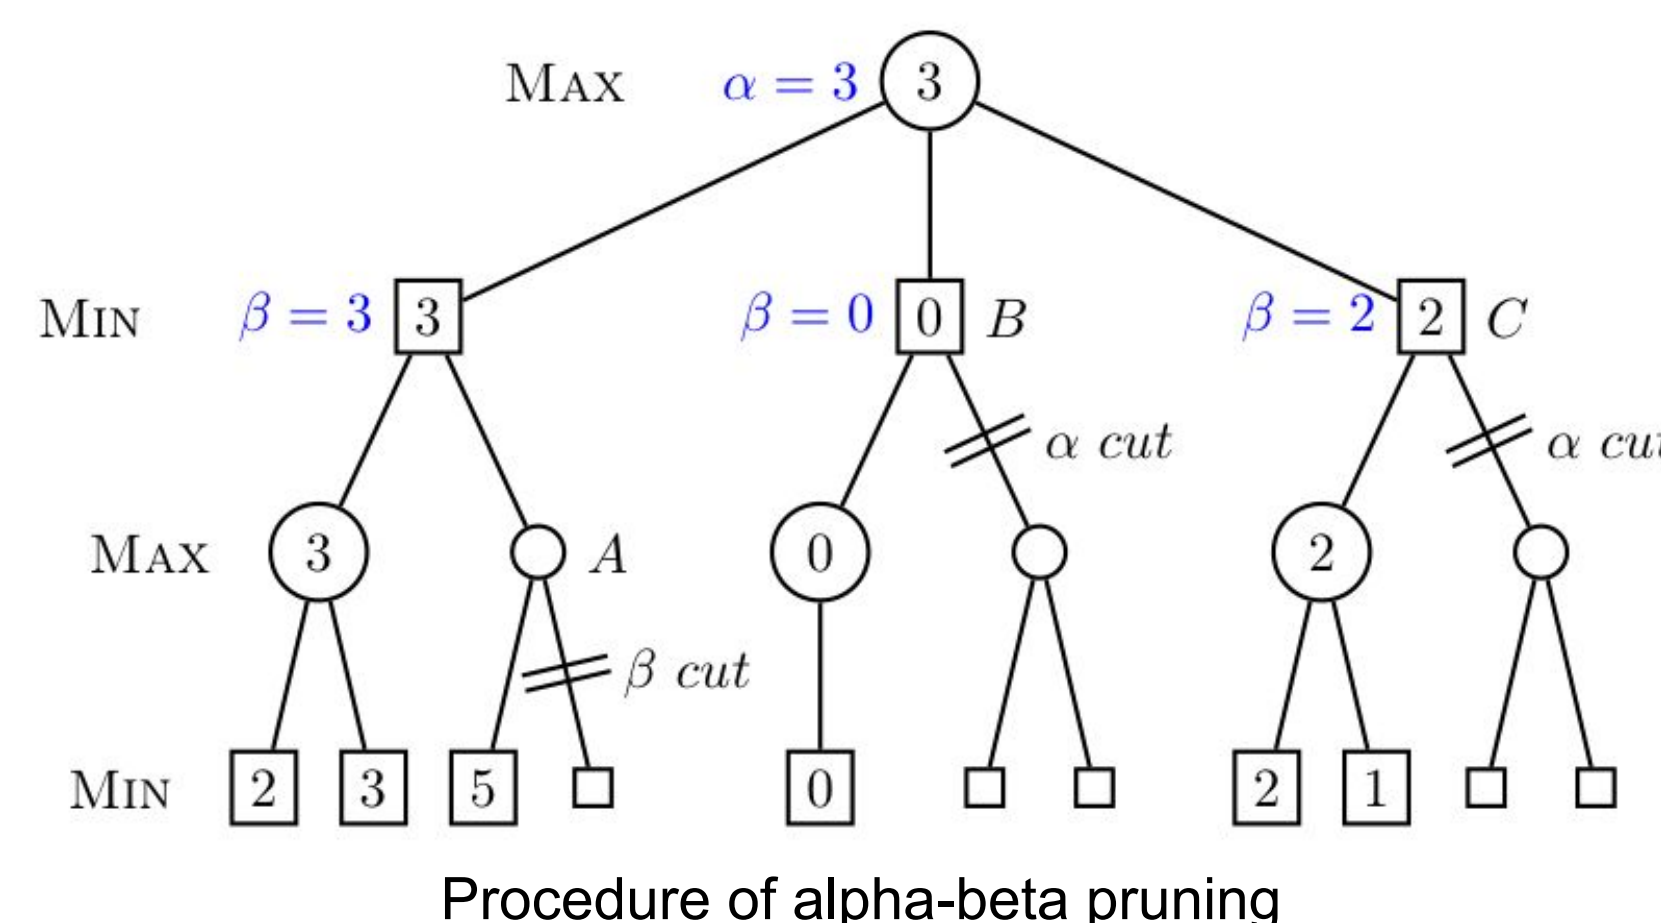 MAX α = 3 3
MIN β = 3 3 β = 0 0 B β = 2 2 C
α cut α cut
MAX 3 A 0 2
β cut
MIN 2 3 5 0 2 1
Procedure of alpha-beta pruning